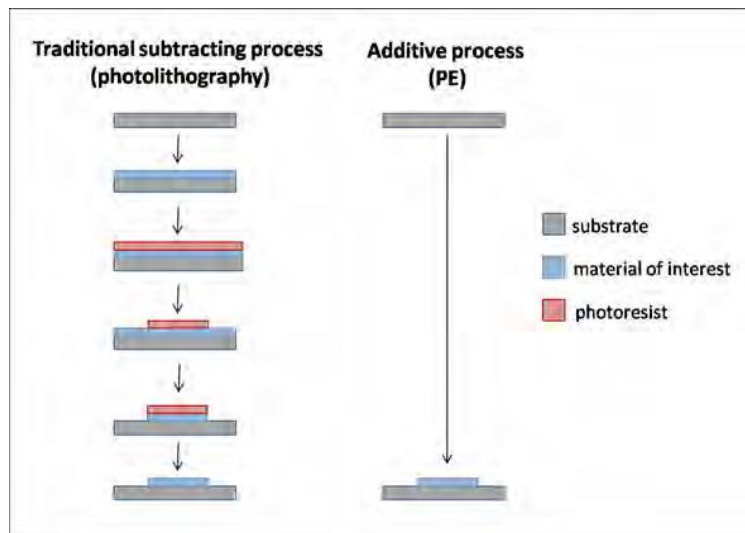 Traditional subtracting process
(photolithography)
Additive process
(PE)
substrate
material of interest
photoresist